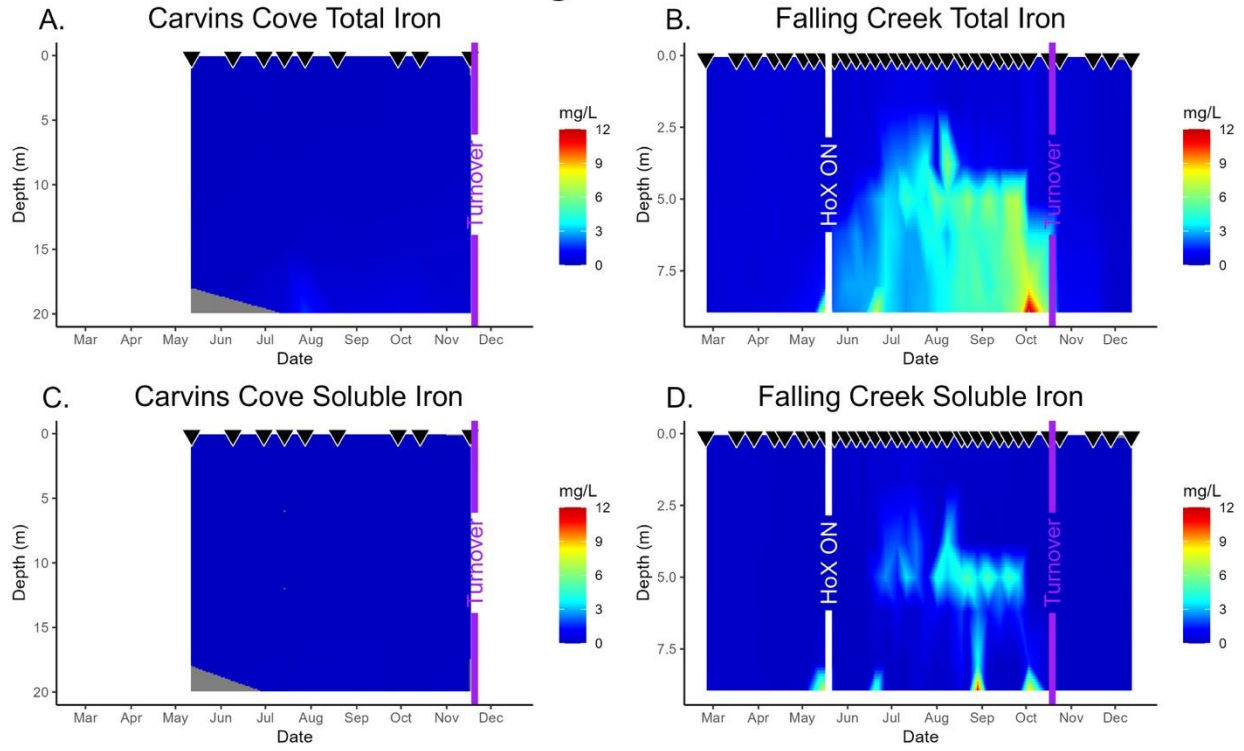 A. Carvins Cove Total Iron
0
5
10
15
20
Depth (m)
Turnover
Mar Apr May Jun Jul Aug Sep Oct Nov Dec
Date
mg/L
12
9
6
3
0
B. Falling Creek Total Iron
0.0
2.5
5.0
7.5
Depth (m)
HoX ON
Turnover
Mar Apr May Jun Jul Aug Sep Oct Nov Dec
Date
mg/L
12
9
6
3
0
C. Carvins Cove Soluble Iron
0
5
10
15
20
Depth (m)
Turnover
Mar Apr May Jun Jul Aug Sep Oct Nov Dec
Date
mg/L
12
9
6
3
0
D. Falling Creek Soluble Iron
0.0
2.5
5.0
7.5
Depth (m)
HoX ON
Turnover
Mar Apr May Jun Jul Aug Sep Oct Nov Dec
Date
mg/L
12
9
6
3
0